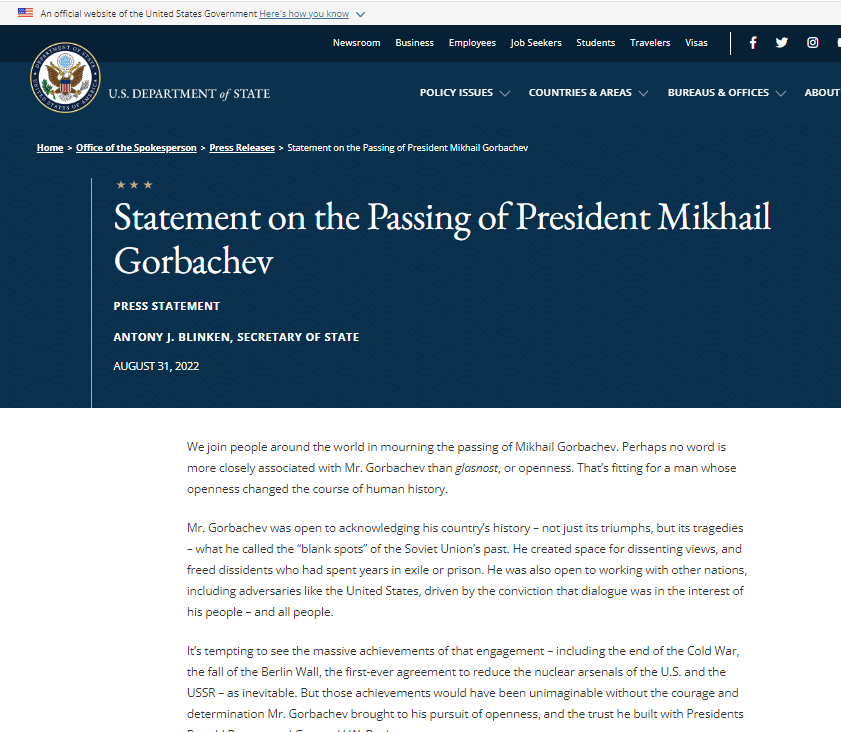 An official website of the United States Government Here's how you know
Newsroom Business Employees Job Seekers Students Travelers Visas
U.S. DEPARTMENT of STATE
POLICY ISSUES COUNTRIES & AREAS BUREAUS & OFFICES ABOUT
Home > Office of the Spokesperson > Press Releases > Statement on the Passing of President Mikhail Gorbachev
Statement on the Passing of President Mikhail
Gorbachev
PRESS STATEMENT
ANTONY J. BLINKEN, SECRETARY OF STATE
AUGUST 31, 2022
We join people around the world in mourning the passing of Mikhail Gorbachev. Perhaps no word is
more closely associated with Mr. Gorbachev than glasnost, or openness. That's fitting for a man whose
openness changed the course of human history.
Mr. Gorbachev was open to acknowledging his country's history – not just its triumphs, but its tragedies
– what he called the “blank spots” of the Soviet Union's past. He created space for dissenting views, and
freed dissidents who had spent years in exile or prison. He was also open to working with other nations,
including adversaries like the United States, driven by the conviction that dialogue was in the interest of
his people – and all people.
It's tempting to see the massive achievements of that engagement – including the end of the Cold War,
the fall of the Berlin Wall, the first-ever agreement to reduce the nuclear arsenals of the U.S. and the
USSR – as inevitable. But those achievements would have been unimaginable without the courage and
determination Mr. Gorbachev brought to his pursuit of openness, and the trust he built with Presidents